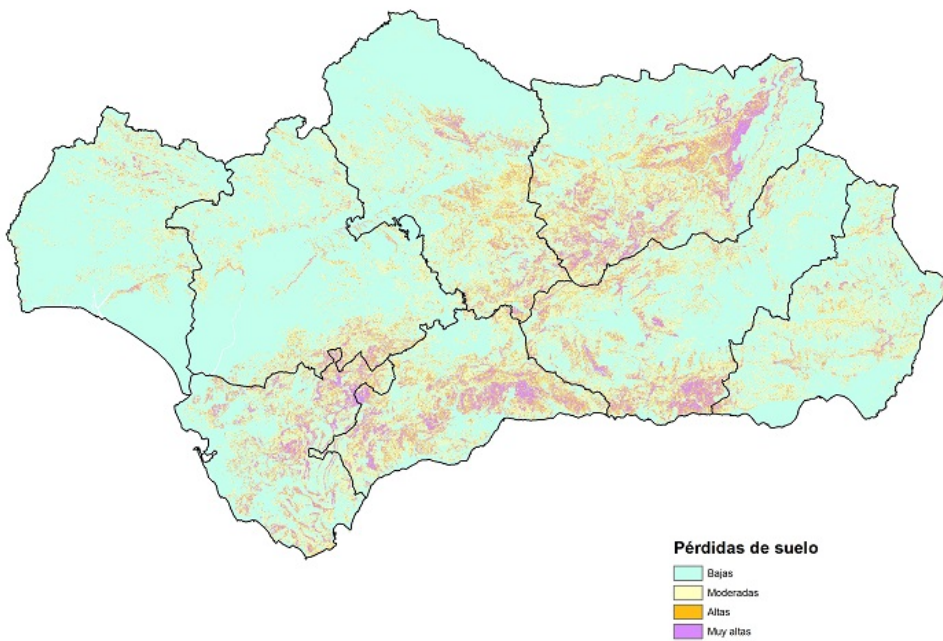 Pérdidas de suelo
Bajas
Moderadas
Altas
Muy altas